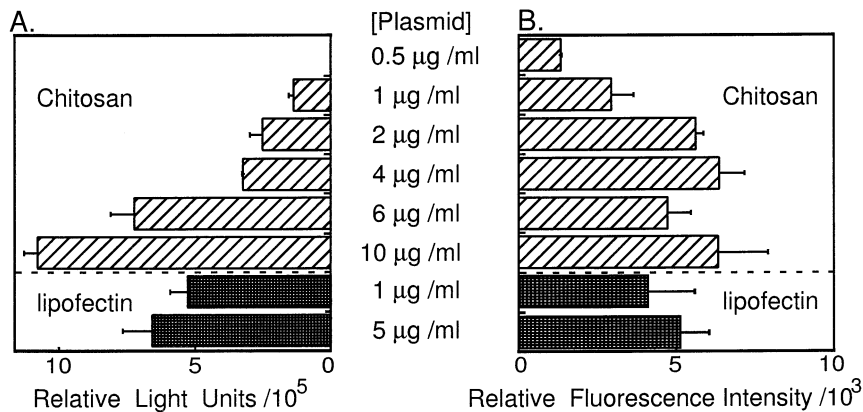 A.
[Plasmid]
B.
0.5 µg /ml
Chitosan
1 µg /ml
Chitosan
2 µg /ml
4 µg /ml
6 µg /ml
10 µg /ml
lipofectin
1 µg /ml
lipofectin
5 µg /ml
10 5 0
0 5 10
Relative Light Units /10⁵
Relative Fluorescence Intensity /10³